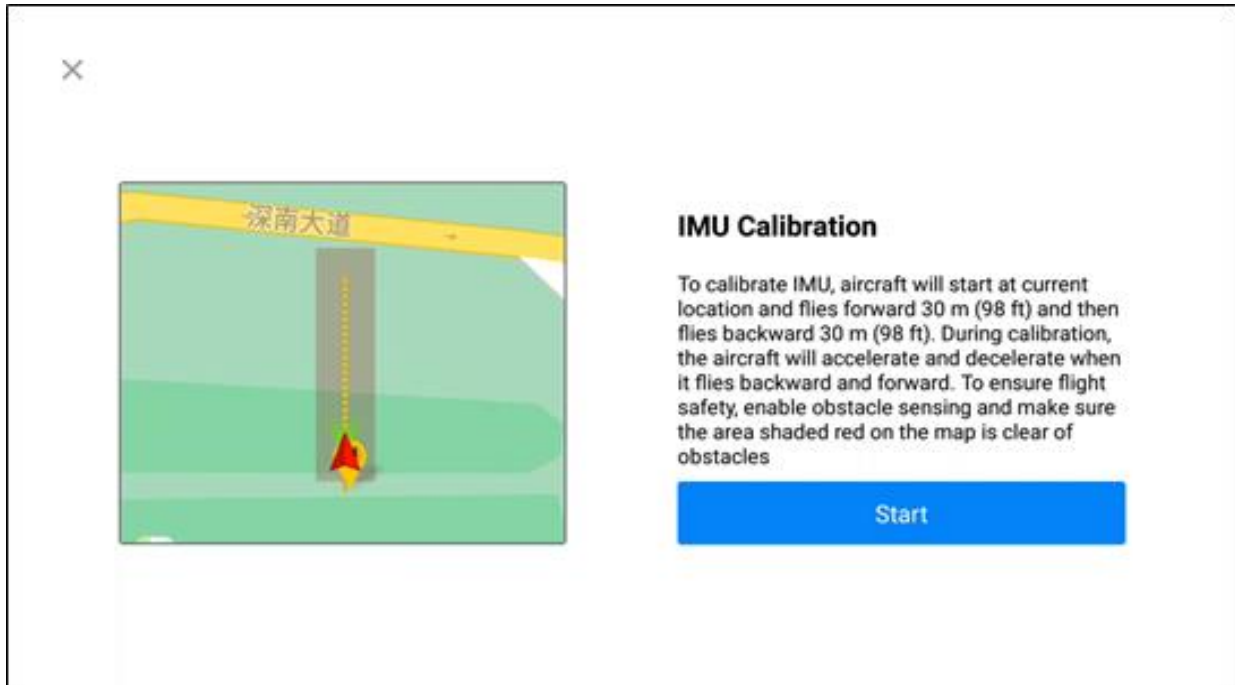 深南大道
IMU Calibration
To calibrate IMU, aircraft will start at current
location and flies forward 30 m (98 ft) and then
flies backward 30 m (98 ft). During calibration,
the aircraft will accelerate and decelerate when
it flies backward and forward. To ensure flight
safety, enable obstacle sensing and make sure
the area shaded red on the map is clear of
obstacles
Start